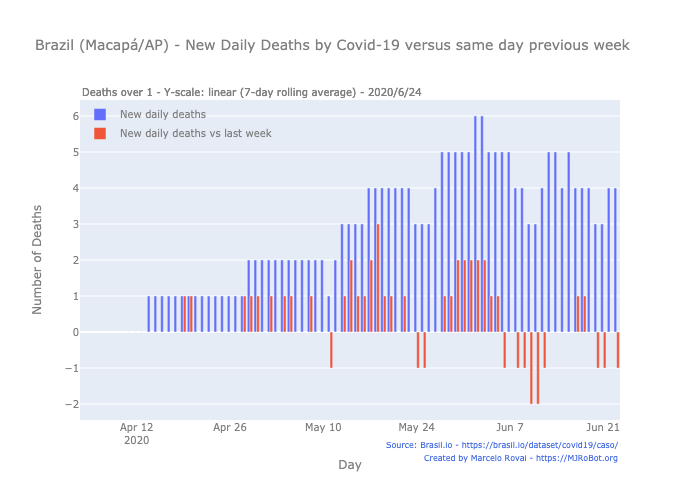 Brazil (Macapá/AP) - New Daily Deaths by Covid-19 versus same day previous week
Deaths over 1 - Y-scale: linear (7-day rolling average) - 2020/6/24
New daily deaths
New daily deaths vs last week
Number of Deaths
6
5
4
3
2
1
0
−1
−2
Apr 12
2020
Apr 26
May 10
May 24
Jun 7
Jun 21
Day
Source: Brasil.io - https://brasil.io/dataset/covid19/caso/
Created by Marcelo Rovai - https://MJRoBot.org